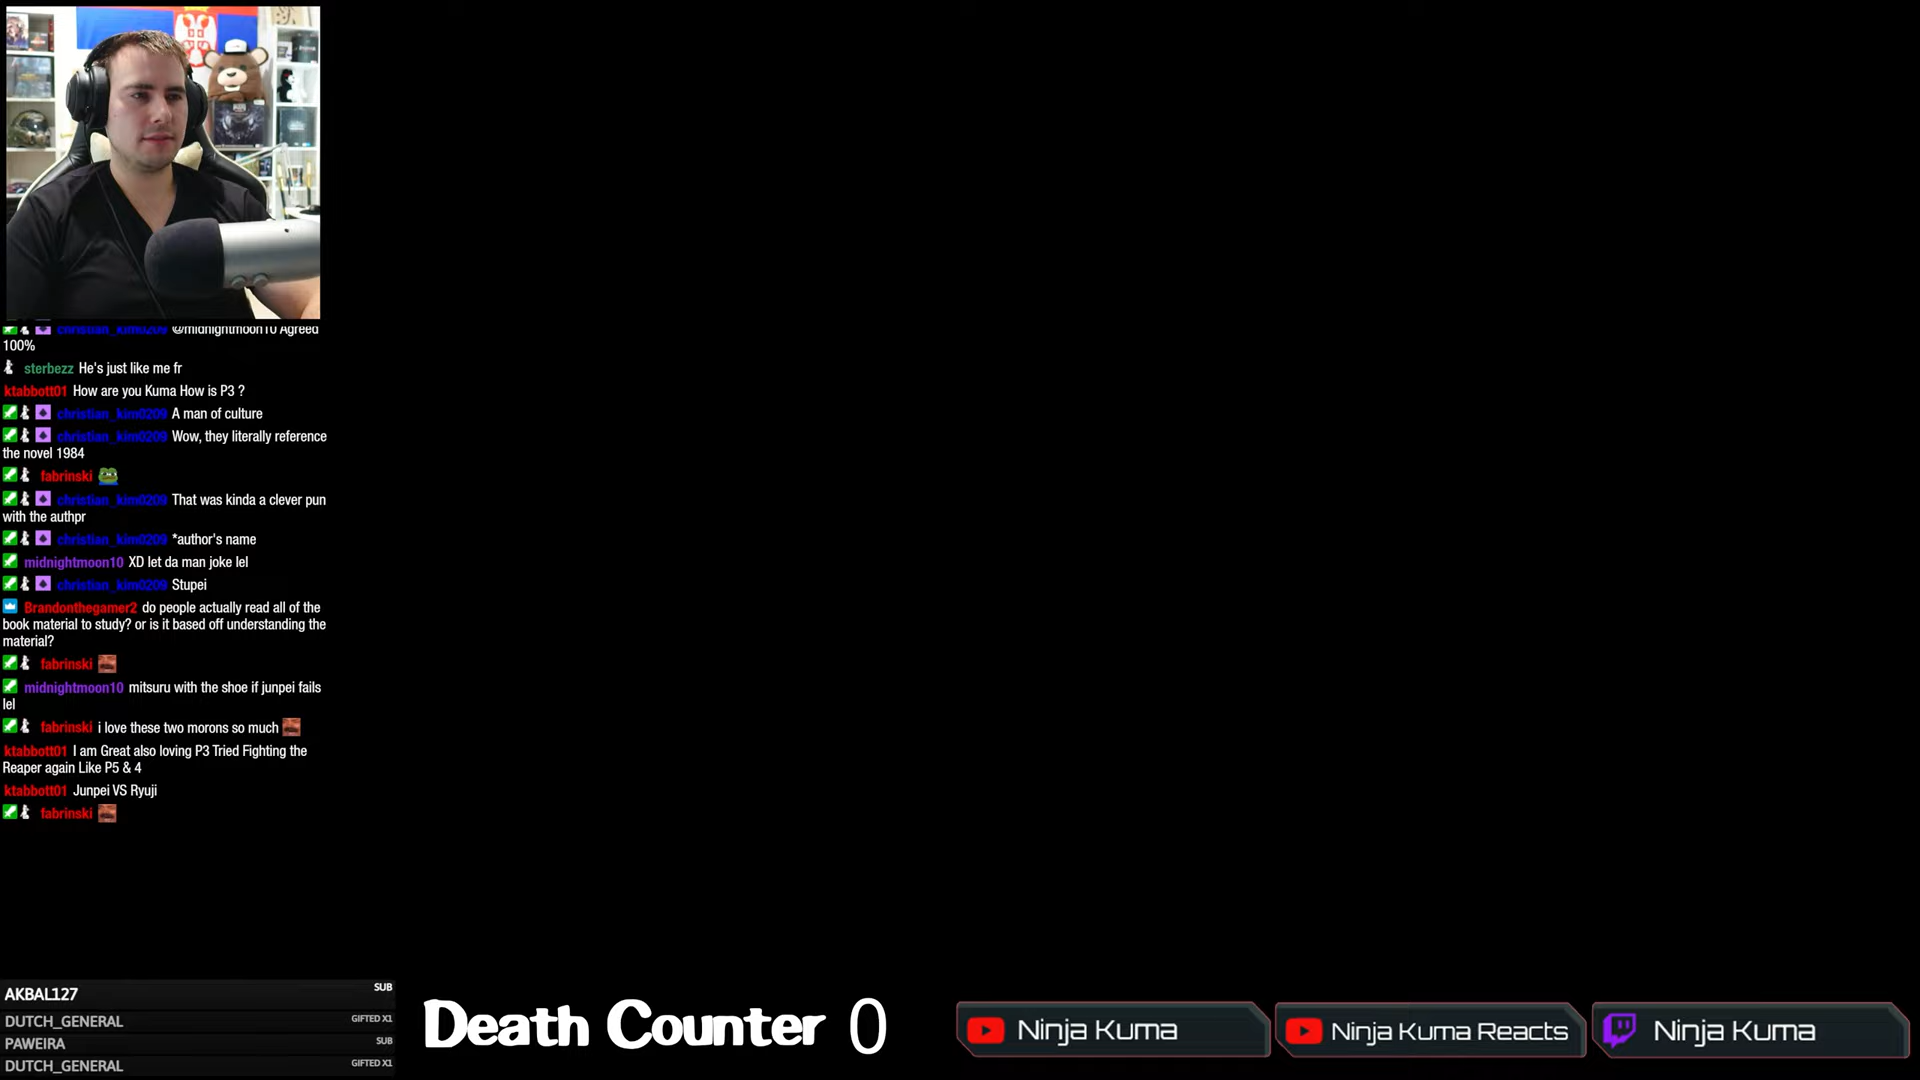 christian_kim0209 @midnightmoon10 Agreed
100%
sterbezz He's just like me fr
ktabbott01 How are you Kuma How is P3 ?
christian_kim0209 A man of culture
christian_kim0209 Wow, they literally reference
the novel 1984
fabrinski
christian_kim0209 That was kinda a clever pun
with the authpr
christian_kim0209 *author's name
midnightmoon10 XD let da man joke lel
christian_kim0209 Stupei
Brandonthegamer2 do people actually read all of the
book material to study? or is it based off understanding the
material?
fabrinski
midnightmoon10 mitsuru with the shoe if junpei fails
lel
fabrinski i love these two morons so much
ktabbott01 I am Great also loving P3 Tried Fighting the
Reaper again Like P5 & 4
ktabbott01 Junpei VS Ryuji
fabrinski
AKBAL127 SUB
DUTCH_GENERAL GIFTED X1
PAWEIRA SUB
DUTCH_GENERAL GIFTED X1
Death Counter 0
Ninja Kuma
Ninja Kuma Reacts
Ninja Kuma